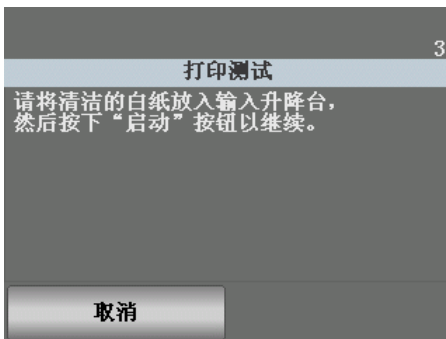 3
打印测试
请将清洁的白纸放入输入升降台，
然后按下“启动”按钮以继续。
取消